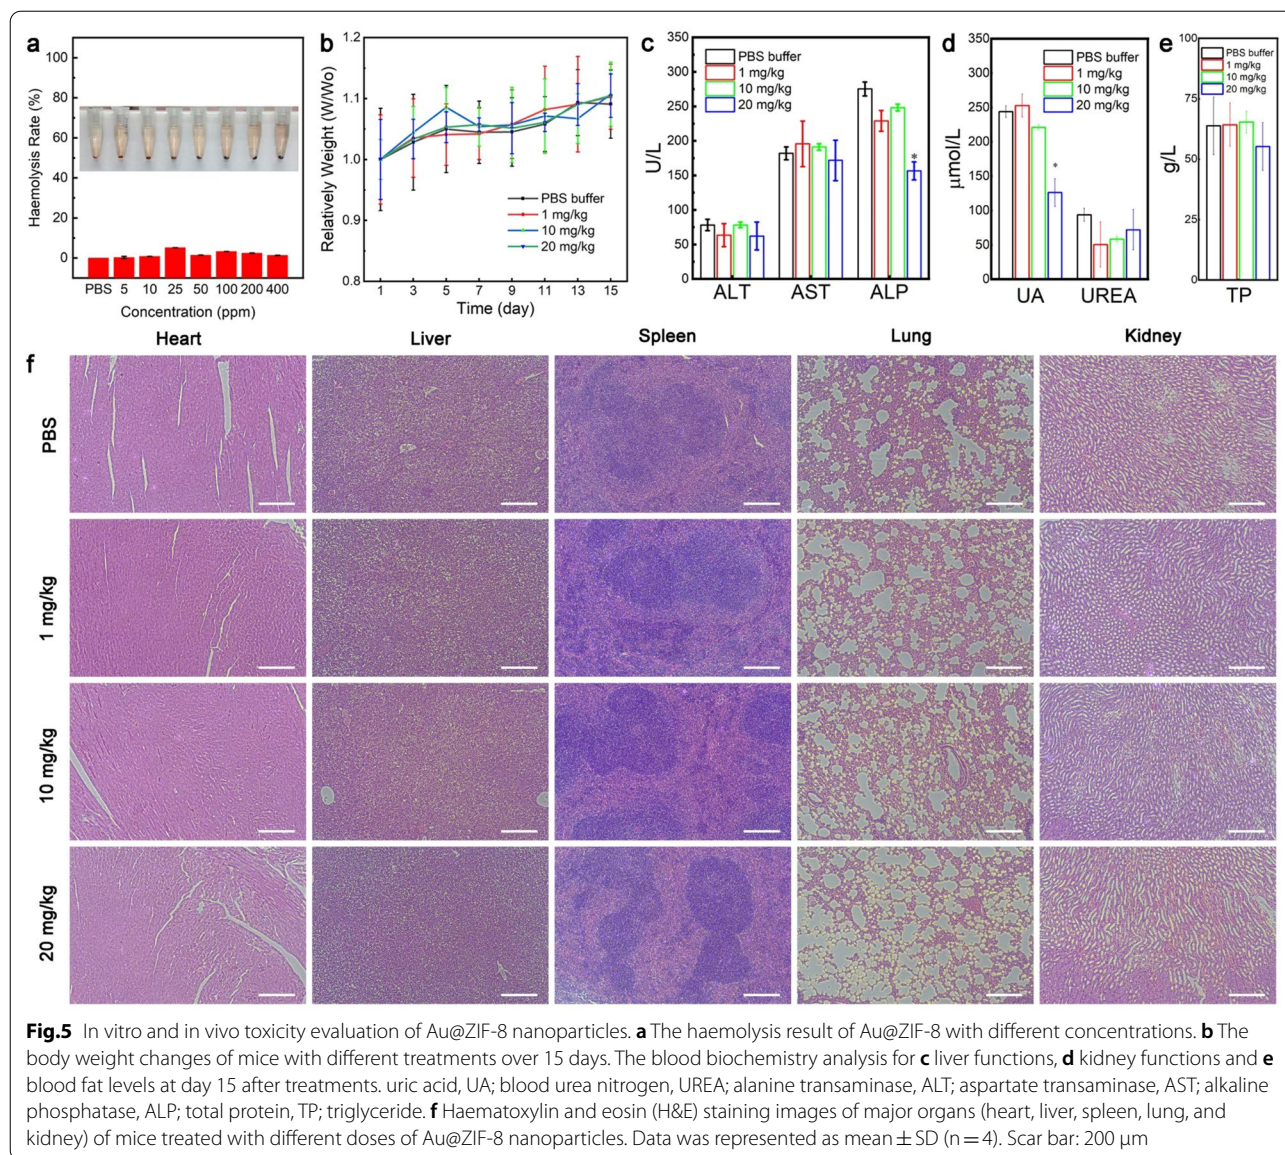 a
100
80
60
40
20
0
Haemolysis Rate (%)
PBS 5 10 25 50 100 200 400
Concentration (ppm)
b
1.2
1.1
1.0
0.9
0.8
Relatively Weight (W/Wo)
PBS buffer
1 mg/kg
10 mg/kg
20 mg/kg
1 3 5 7 9 11 13 15
Time (day)
c
350
300
250
200
150
100
50
0
U/L
PBS buffer
1 mg/kg
10 mg/kg
20 mg/kg
*
ALT AST ALP
d
350
300
250
200
150
100
50
0
μmol/L
PBS buffer
1 mg/kg
10 mg/kg
20 mg/kg
*
UA UREA
e
100
75
50
25
0
g/L
PBS buffer
1 mg/kg
10 mg/kg
20 mg/kg
TP
f
Heart Liver Spleen Lung Kidney
PBS
1 mg/kg
10 mg/kg
20 mg/kg
Fig.5 In vitro and in vivo toxicity evaluation of Au@ZIF-8 nanoparticles. a The haemolysis result of Au@ZIF-8 with different concentrations. b The
body weight changes of mice with different treatments over 15 days. The blood biochemistry analysis for c liver functions, d kidney functions and e
blood fat levels at day 15 after treatments. uric acid, UA; blood urea nitrogen, UREA; alanine transaminase, ALT; aspartate transaminase, AST; alkaline
phosphatase, ALP; total protein, TP; triglyceride. f Haematoxylin and eosin (H&E) staining images of major organs (heart, liver, spleen, lung, and
kidney) of mice treated with different doses of Au@ZIF-8 nanoparticles. Data was represented as mean ± SD (n = 4). Scar bar: 200 μm